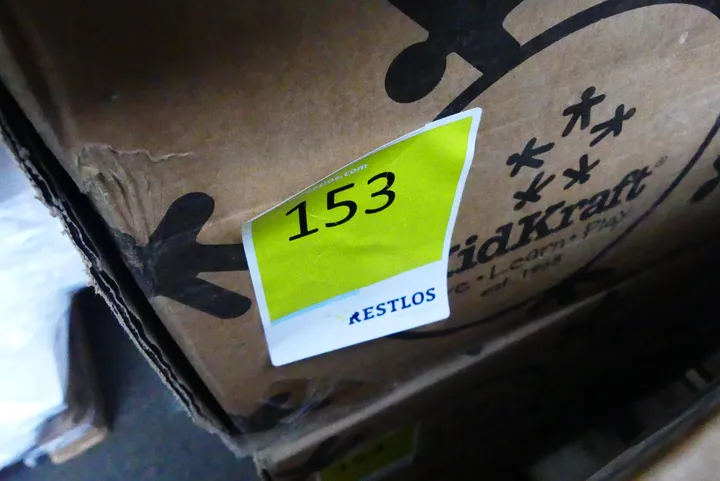 153
RESTLOS
KidKraft®
Learn • Play
est. 1968